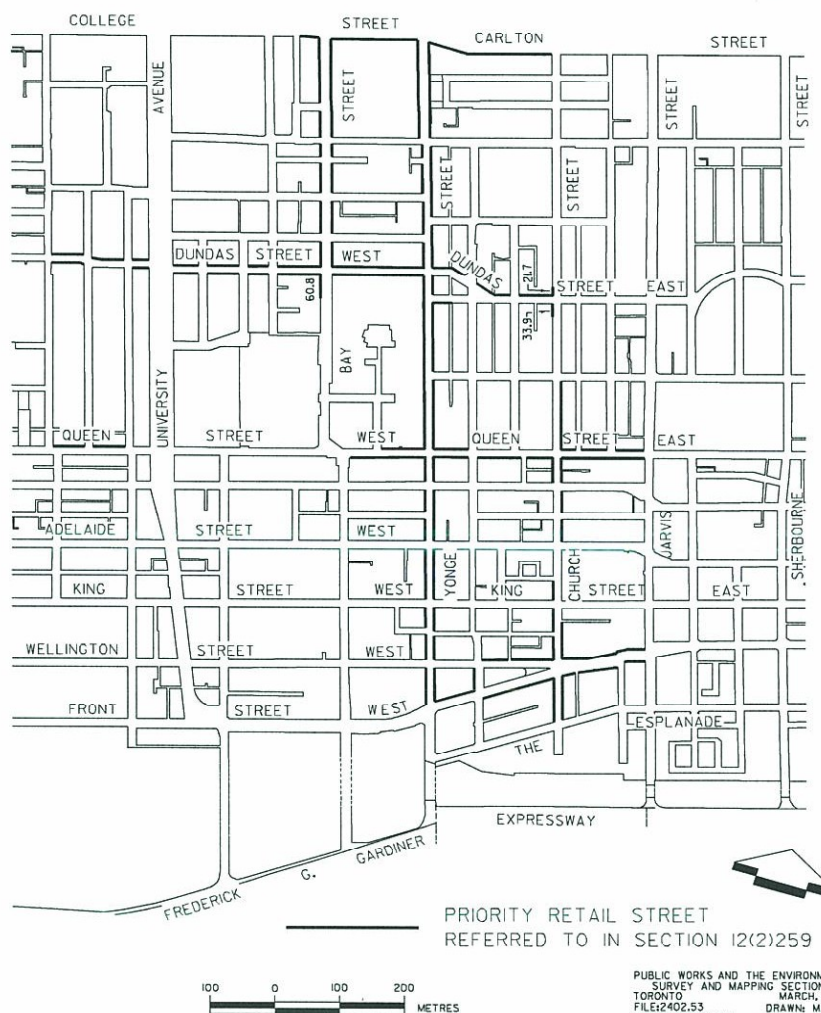 COLLEGE STREET
CARLTON STREET
AVENUE
STREET
STREET
STREET
STREET
STREET
DUNDAS STREET WEST
DUNDAS
STREET EAST
21.7
60.8
33.9
BAY
UNIVERSITY
QUEEN STREET WEST QUEEN STREET EAST
ADELAIDE STREET WEST
YONGE
CHURCH
JARVIS
SHERBOURNE
KING STREET WEST KING STREET EAST
WELLINGTON STREET WEST
FRONT STREET WEST
THE ESPLANADE
FREDERICK G. GARDINER EXPRESSWAY
PRIORITY RETAIL STREET
REFERRED TO IN SECTION 12(2)259
100 0 100 200
METRES
PUBLIC WORKS AND THE ENVIRONM
SURVEY AND MAPPING SECTION
TORONTO MARCH,
FILE:2402.53 DRAWN: M